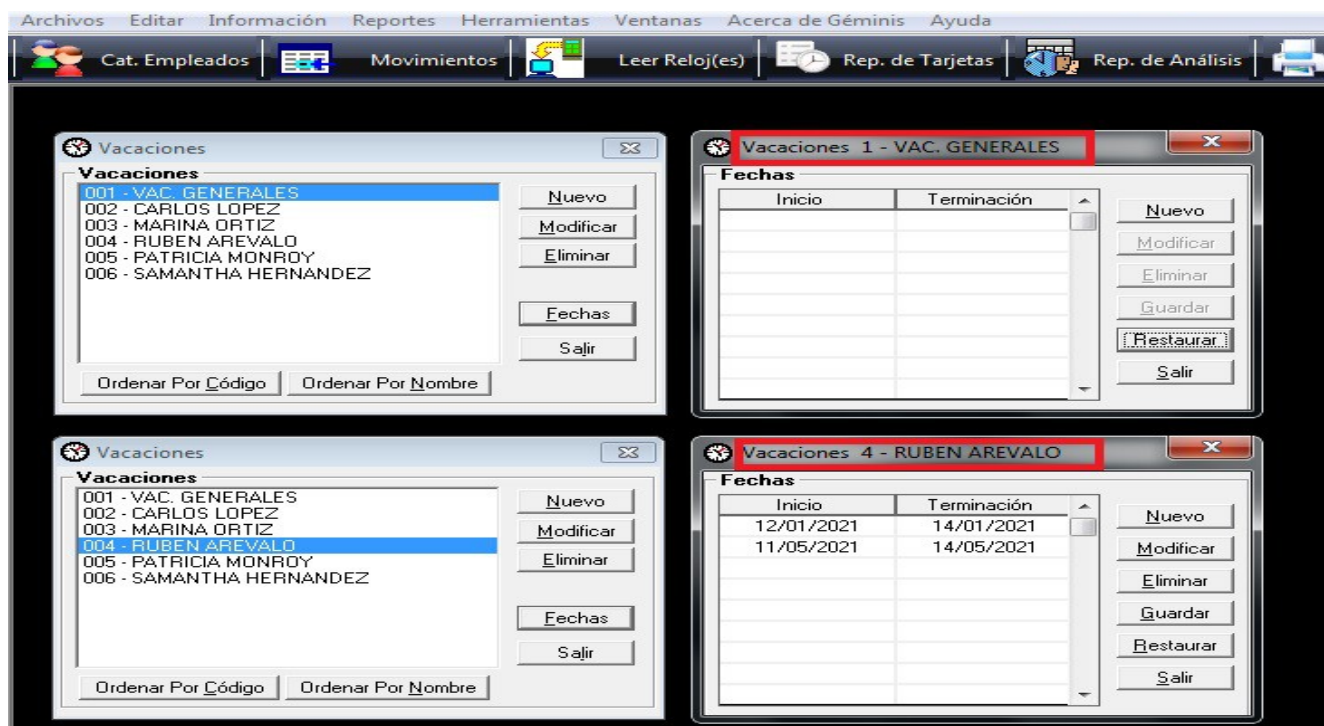 Archivos Editar Información Reportes Herramientas Ventanas Acerca de Géminis Ayuda
Cat. Empleados Movimientos Leer Reloj(es) Rep. de Tarjetas Rep. de Análisis
Vacaciones
Vacaciones
001 - VAC. GENERALES
002 - CARLOS LOPEZ
003 - MARINA ORTIZ
004 - RUBEN AREVALO
005 - PATRICIA MONROY
006 - SAMANTHA HERNANDEZ
Nuevo
Modificar
Eliminar
Fechas
Salir
Ordenar Por Código Ordenar Por Nombre
Vacaciones 1 - VAC. GENERALES
Fechas
Inicio Terminación
Nuevo
Modificar
Eliminar
Guardar
Restaurar
Salir
Vacaciones
Vacaciones
001 - VAC. GENERALES
002 - CARLOS LOPEZ
003 - MARINA ORTIZ
004 - RUBEN AREVALO
005 - PATRICIA MONROY
006 - SAMANTHA HERNANDEZ
Nuevo
Modificar
Eliminar
Fechas
Salir
Ordenar Por Código Ordenar Por Nombre
Vacaciones 4 - RUBEN AREVALO
Fechas
Inicio Terminación
12/01/2021 14/01/2021
11/05/2021 14/05/2021
Nuevo
Modificar
Eliminar
Guardar
Restaurar
Salir